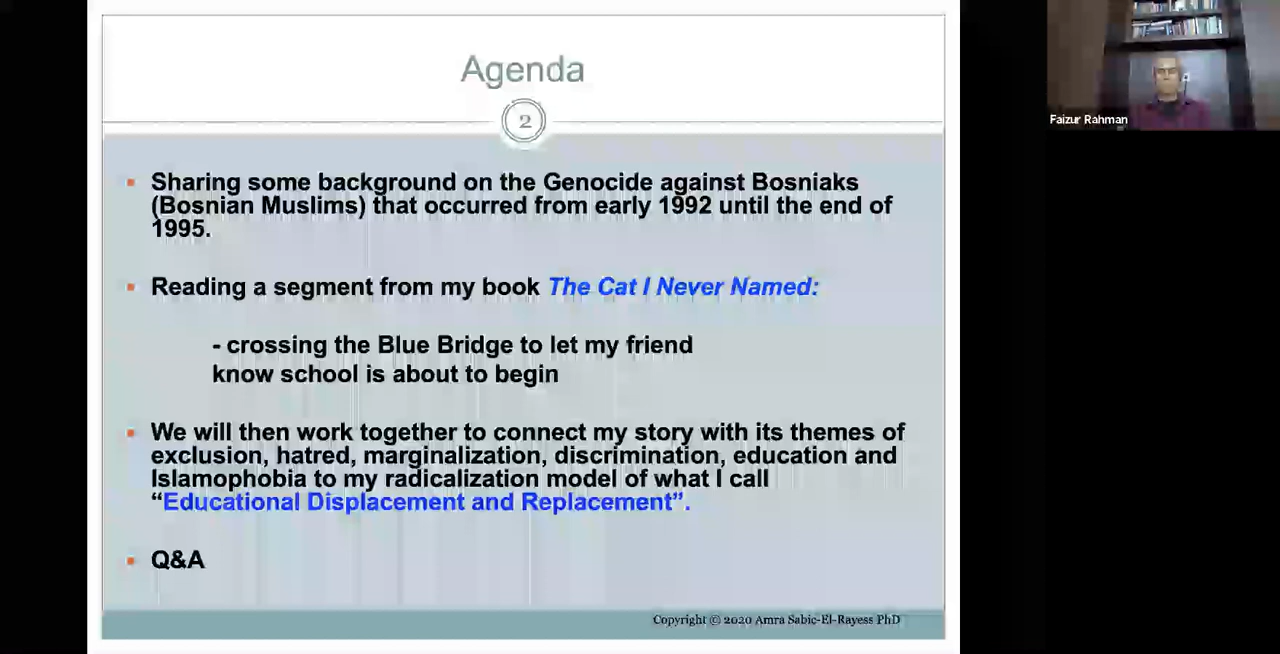 Agenda
2
Sharing some background on the Genocide against Bosniaks
(Bosnian Muslims) that occurred from early 1992 until the end of
1995.
Reading a segment from my book The Cat I Never Named:
- crossing the Blue Bridge to let my friend
know school is about to begin
We will then work together to connect my story with its themes of
exclusion, hatred, marginalization, discrimination, education and
Islamophobia to my radicalization model of what I call
“Educational Displacement and Replacement”.
Q&A
Copyright © 2020 Amra Sabic-El-Rayess PhD
Faizur Rahman